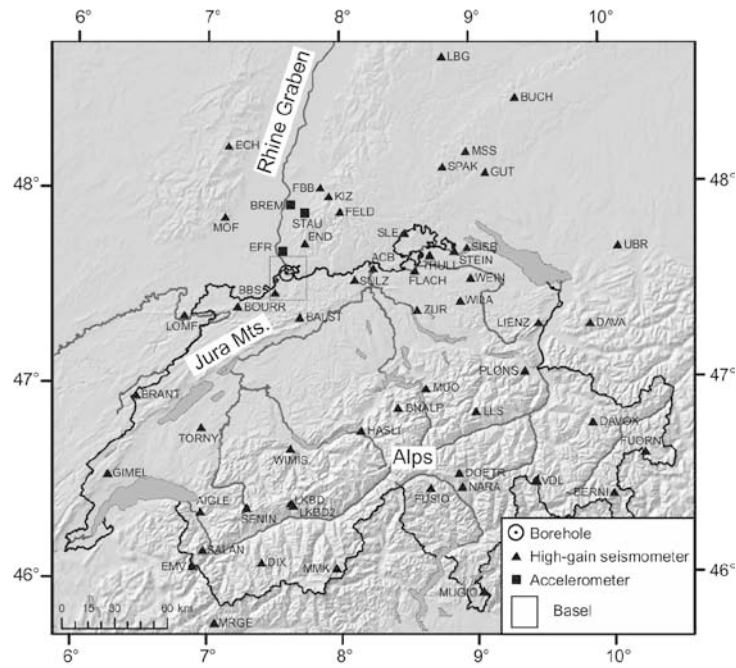 6° 7° 8° 9° 10°
LBG
BUCH
Rhine Graben
ECH
MSS
SPAK
GUT
48°
48°
FBB
KIZ
BREM
FELD
STAU
MOF
END
EFR
SLE
SISB
UBR
ACB
STEIN
TRULL
BBS
SULZ
FLACH
WEIN
BOURR
WILA
LOMF
BALST
ZUR
LIENZ
DAVA
Jura Mts.
47°
47°
PLONS
BRANT
MUO
BNALP
LLS
DAVOX
TORNY
HASLI
FUORN
WIMIS
Alps
GIMEL
DOETR
VDL
FUSIO
NARA
BERNI
AIGLE
LKBD
SENIN
LKBD2
Borehole
High-gain seismometer
Accelerometer
Basel
SALAN
46°
46°
EMV
DIX
MMK
MUGIO
0 15 30 60 km
MRGE
6° 7° 8° 9° 10°